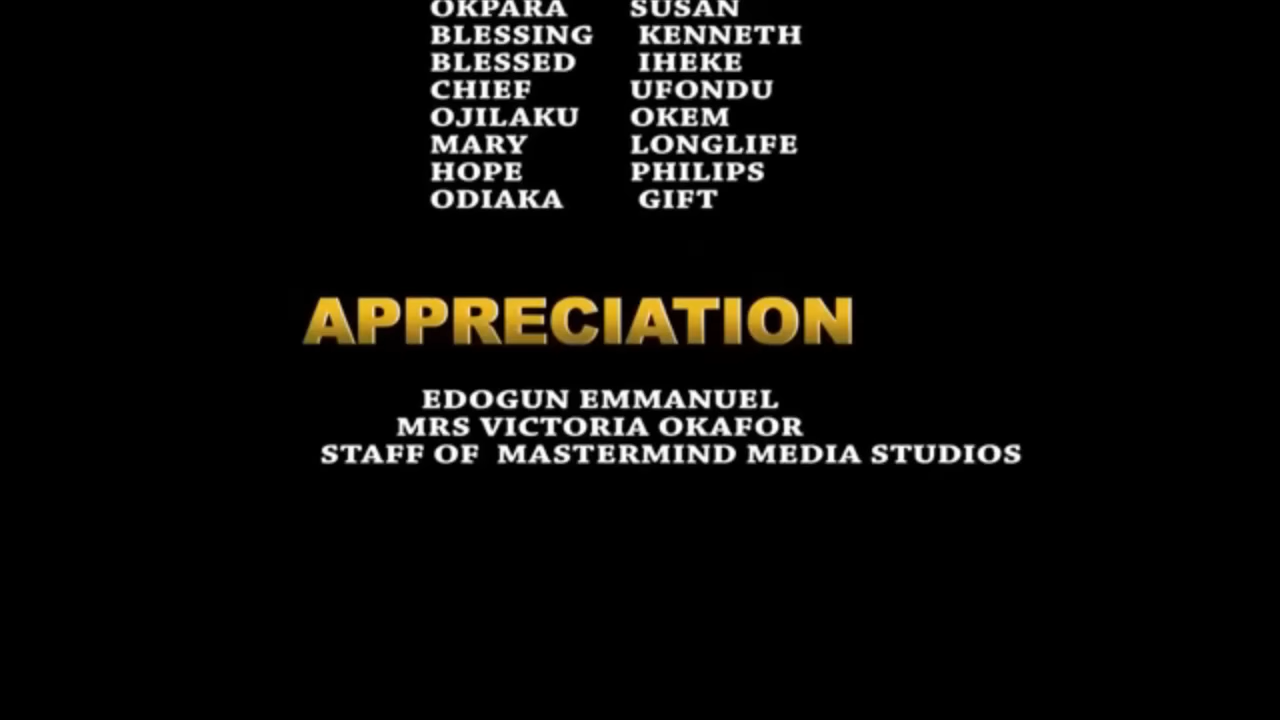 OKPARA SUSAN
BLESSING KENNETH
BLESSED IHEKE
CHIEF UFONDU
OJILAKU OKEM
MARY LONGLIFE
HOPE PHILIPS
ODIAKA GIFT
APPRECIATION
EDOGUN EMMANUEL
MRS VICTORIA OKAFOR
STAFF OF MASTERMIND MEDIA STUDIOS